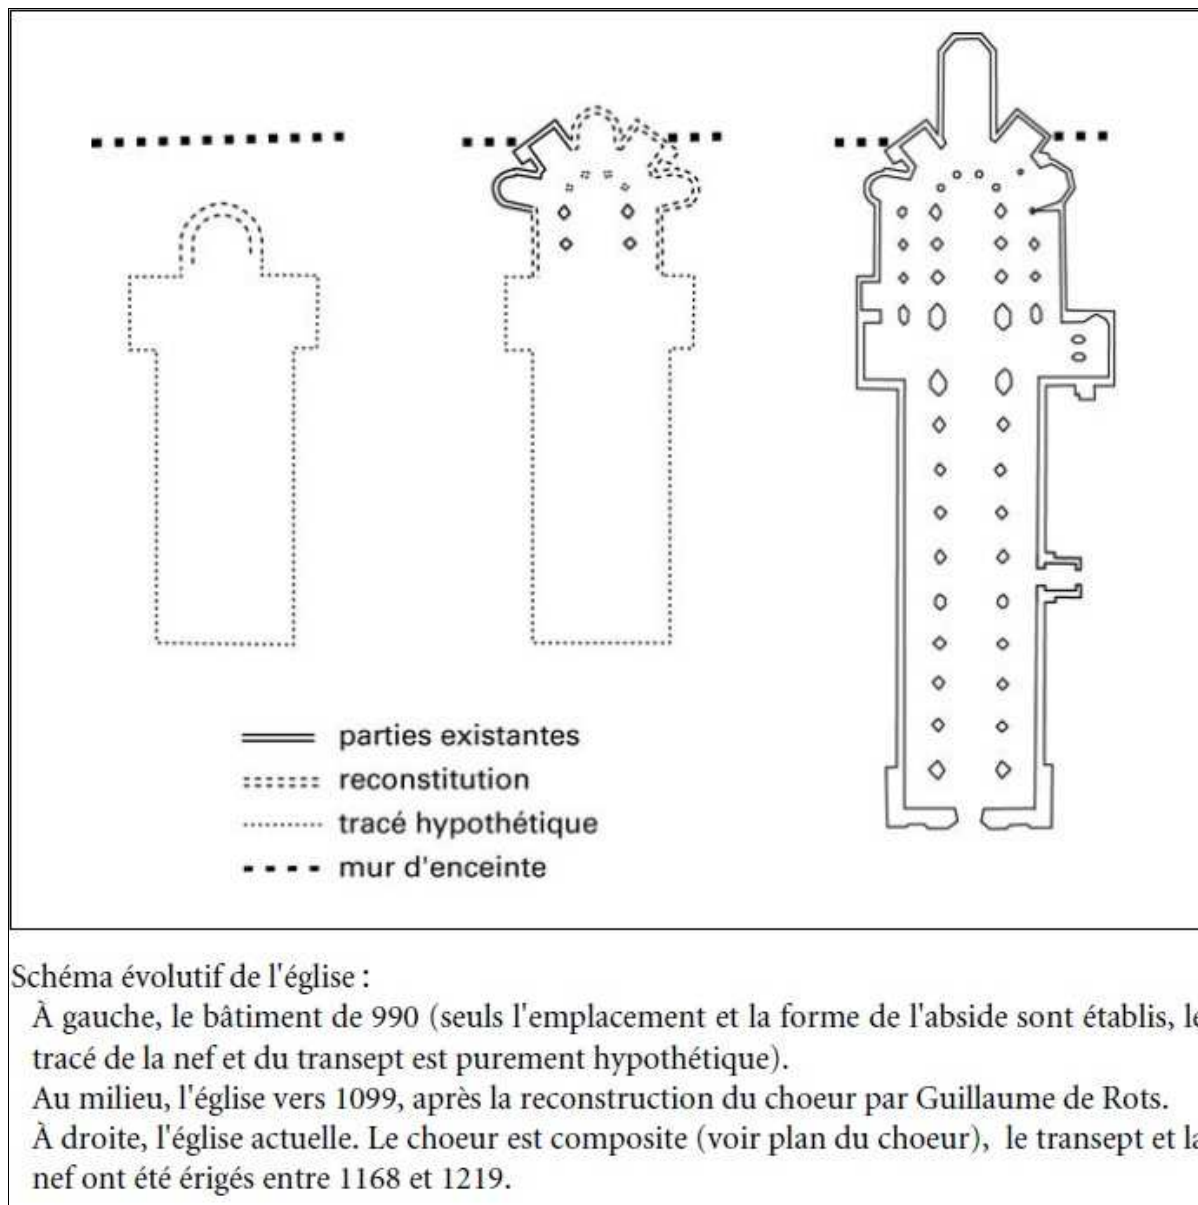 parties existantes
reconstitution
tracé hypothétique
mur d'enceinte
Schéma évolutif de l'église :
À gauche, le bâtiment de 990 (seuls l'emplacement et la forme de l'abside sont établis, le
tracé de la nef et du transept est purement hypothétique).
Au milieu, l'église vers 1099, après la reconstruction du choeur par Guillaume de Rots.
À droite, l'église actuelle. Le choeur est composite (voir plan du choeur), le transept et la
nef ont été érigés entre 1168 et 1219.